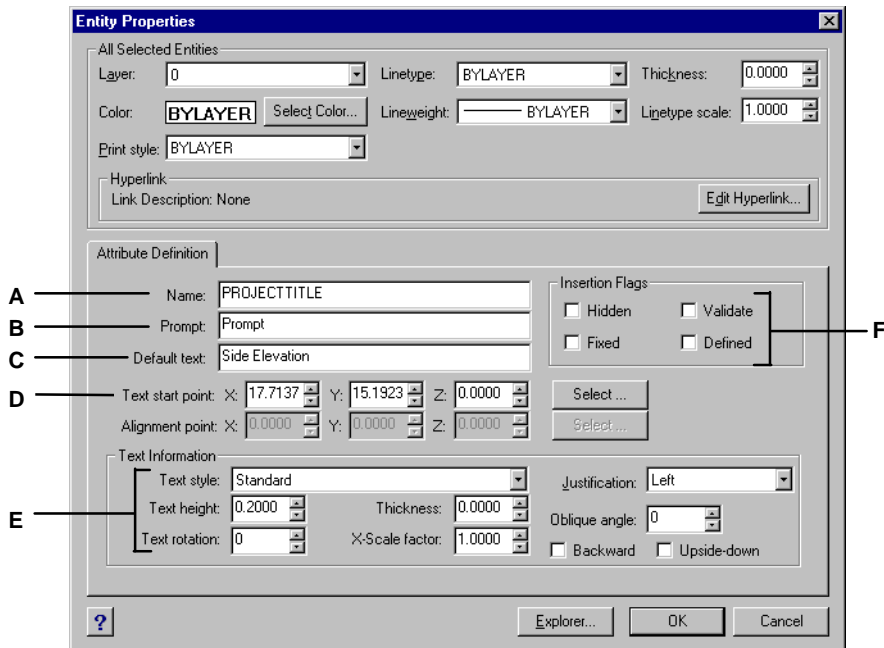 Entity Properties
All Selected Entities
Layer: 0 Linetype: BYLAYER Thickness: 0.0000
Color: BYLAYER Select Color... Lineweight: BYLAYER Linetype scale: 1.0000
Print style: BYLAYER
Hyperlink
Link Description: None Edit Hyperlink...
Attribute Definition
A Name: PROJECTTITLE Insertion Flags
Hidden Validate
B Prompt: Prompt F
Fixed Defined
C Default text: Side Elevation
D Text start point: X: 17.7137 Y: 15.1923 Z: 0.0000 Select ...
Alignment point: X: 0.0000 Y: 0.0000 Z: 0.0000 Select ...
Text Information
Text style: Standard Justification: Left
E Text height: 0.2000 Thickness: 0.0000 Oblique angle: 0
Text rotation: 0 X-Scale factor: 1.0000 Backward Upside-down
? Explorer... OK Cancel